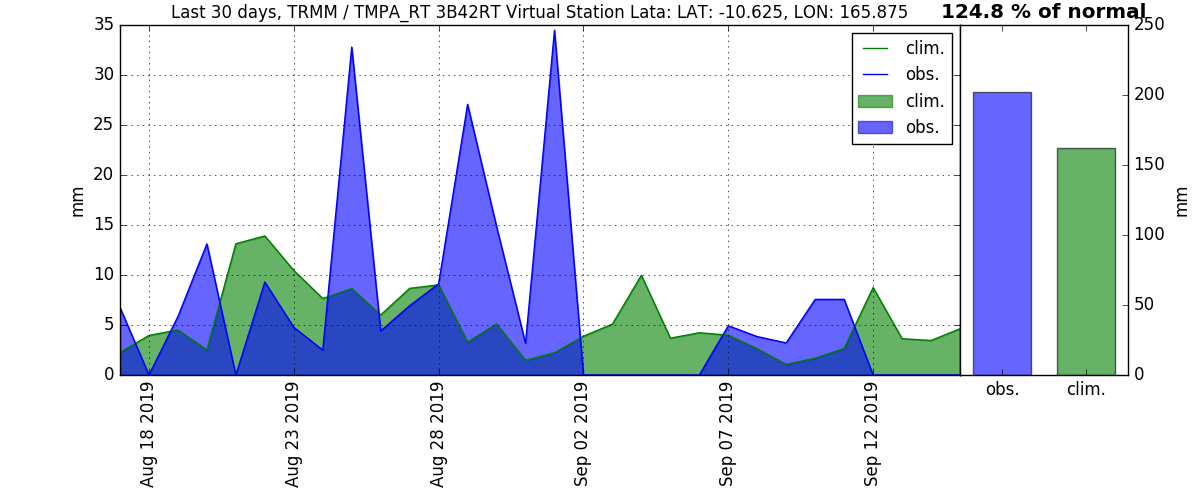 Last 30 days, TRMM / TMPA_RT 3B42RT Virtual Station Lata: LAT: -10.625, LON: 165.875
124.8 % of normal
35
30
25
20
15
10
5
0
mm
clim.
obs.
clim.
obs.
Aug 18 2019
Aug 23 2019
Aug 28 2019
Sep 02 2019
Sep 07 2019
Sep 12 2019
250
200
150
100
50
0
mm
obs.
clim.